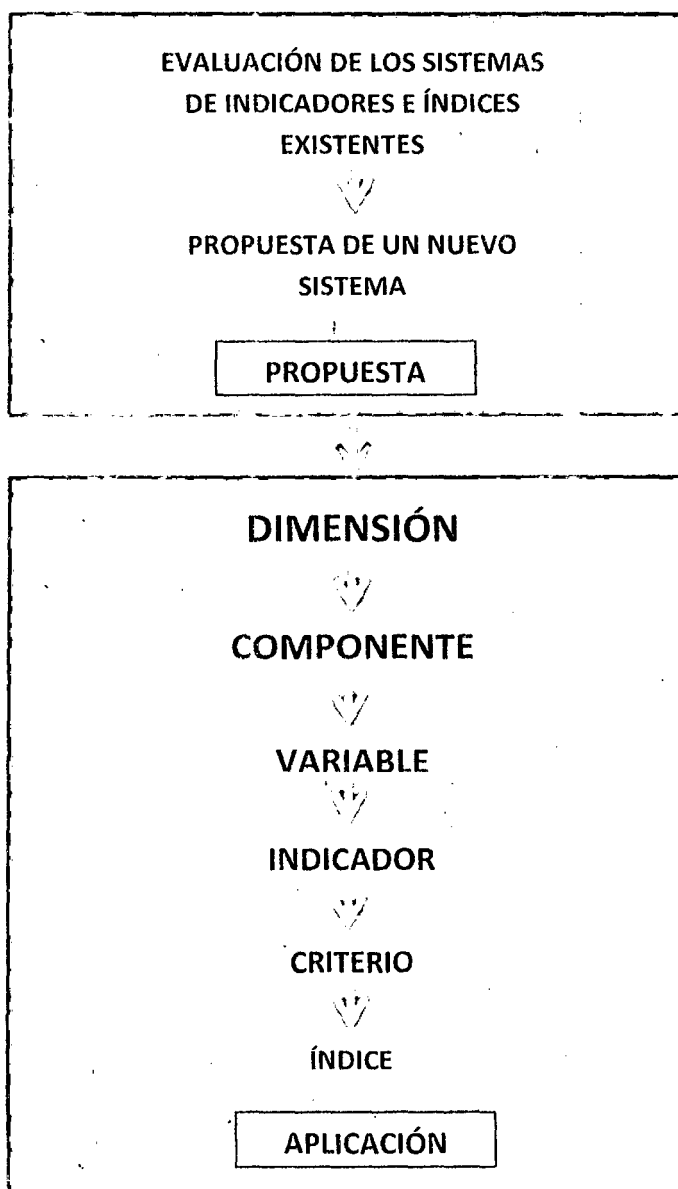 EVALUACIÓN DE LOS SISTEMAS
DE INDICADORES E ÍNDICES
EXISTENTES
PROPUESTA DE UN NUEVO
SISTEMA
PROPUESTA
DIMENSIÓN
COMPONENTE
VARIABLE
INDICADOR
CRITERIO
ÍNDICE
APLICACIÓN